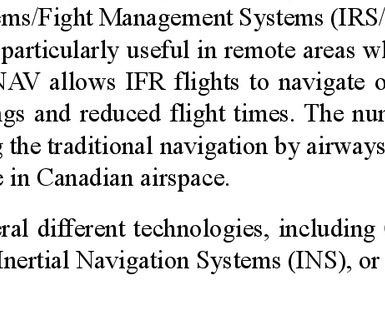 ems/Fight Management Systems (IRS/
particularly useful in remote areas w
NAV allows IFR flights to navigate o
ngs and reduced flight times. The nu
g the traditional navigation by airways
e in Canadian airspace.
eral different technologies, including
Inertial Navigation Systems (INS), or